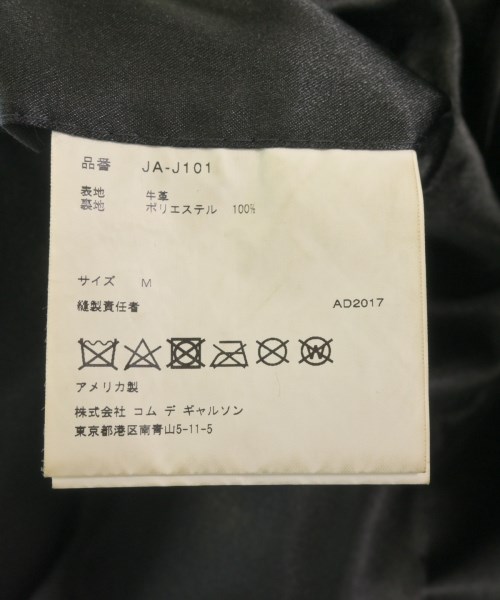 品番 JA-J101
表地 牛革
裏地 ポリエステル 100%
サイズ M
縫製責任者 AD2017
W
アメリカ製
株式会社 コム デ ギャルソン
東京都港区南青山5-11-5